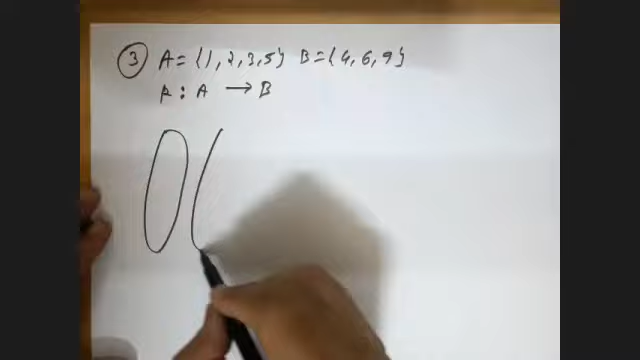 ③ A = {1, 2, 3, 5} B = {4, 6, 9}
R : A → B